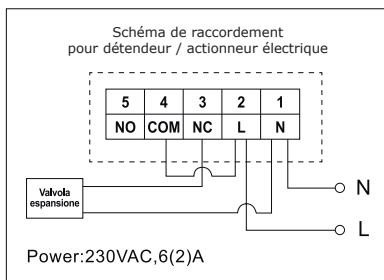 Schéma de raccordement
pour détendeur / actionneur électrique
5 4 3 2 1
NO COM NC L N
Valvola
espansione
N
L
Power:230VAC,6(2)A